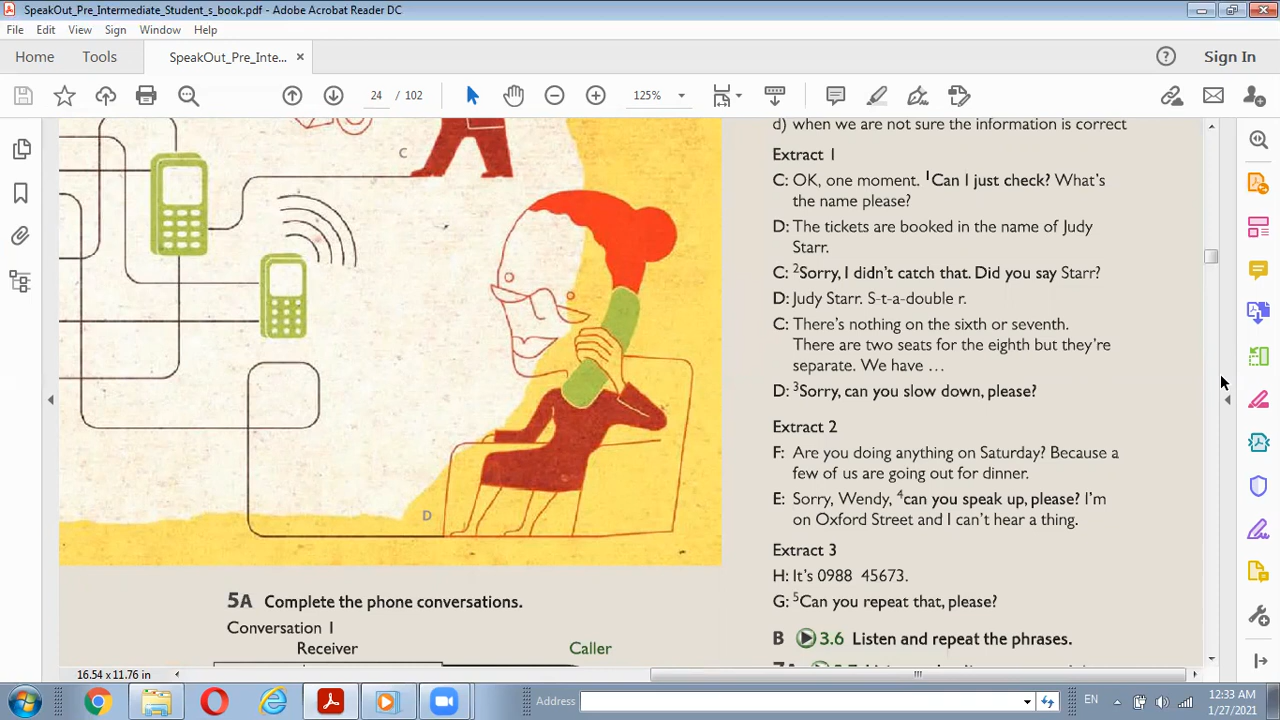 SpeakOut_Pre_Intermediate_Student_s_book.pdf - Adobe Acrobat Reader DC
File Edit View Sign Window Help
Home Tools SpeakOut_Pre_Inte... × Sign In
24 / 102 125%
C
D
d) when we are not sure the information is correct
Extract 1
C: OK, one moment. 1Can I just check? What's
the name please?
D: The tickets are booked in the name of Judy
Starr.
C: 2Sorry, I didn't catch that. Did you say Starr?
D: Judy Starr. S-t-a-double r.
C: There's nothing on the sixth or seventh.
There are two seats for the eighth but they're
separate. We have …
D: 3Sorry, can you slow down, please?
Extract 2
F: Are you doing anything on Saturday? Because a
few of us are going out for dinner.
E: Sorry, Wendy, 4can you speak up, please? I'm
on Oxford Street and I can't hear a thing.
Extract 3
H: It's 0988 45673.
G: 5Can you repeat that, please?
B 3.6 Listen and repeat the phrases.
5A Complete the phone conversations.
Conversation 1
Receiver Caller
16.54 x 11.76 in
Address EN 12:33 AM
1/27/2021